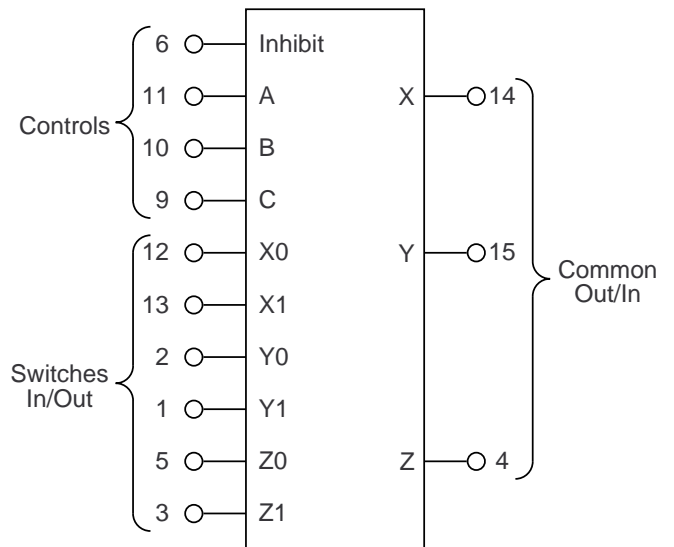 6 Inhibit
11 A X 14
Controls
10 B
9 C
12 X0 Y 15
Common
Out/In
13 X1
2 Y0
Switches
In/Out
1 Y1
5 Z0 Z 4
3 Z1